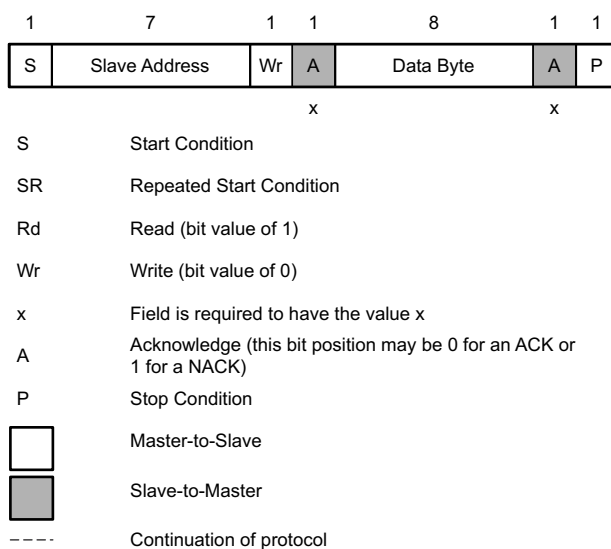 1 7 1 1 8 1 1
S Slave Address Wr A Data Byte A P
x x
S Start Condition
SR Repeated Start Condition
Rd Read (bit value of 1)
Wr Write (bit value of 0)
x Field is required to have the value x
A Acknowledge (this bit position may be 0 for an ACK or
1 for a NACK)
P Stop Condition
Master-to-Slave
Slave-to-Master
Continuation of protocol